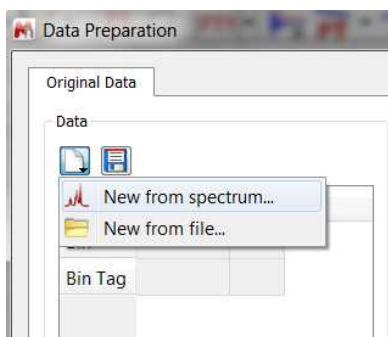 Data Preparation
Original Data
Data
New from spectrum...
New from file...
Bin Tag